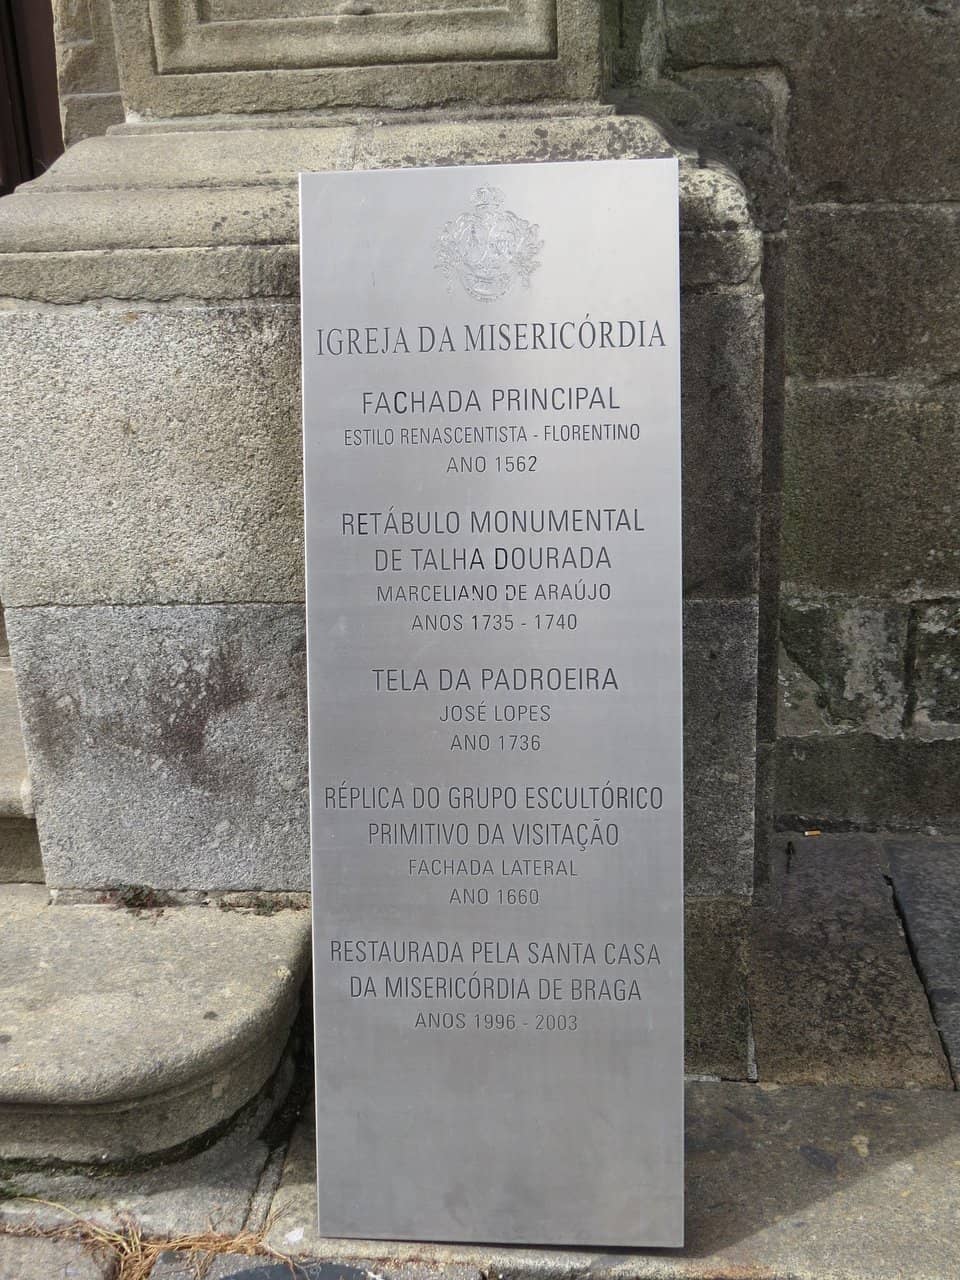 IGREJA DA MISERICÓRDIA
FACHADA PRINCIPAL
ESTILO RENASCENTISTA - FLORENTINO
ANO 1562
RETÁBULO MONUMENTAL
DE TALHA DOURADA
MARCELIANO DE ARAÚJO
ANOS 1735 - 1740
TELA DA PADROEIRA
JOSÉ LOPES
ANO 1736
RÉPLICA DO GRUPO ESCULTÓRICO
PRIMITIVO DA VISITAÇÃO
FACHADA LATERAL
ANO 1660
RESTAURADA PELA SANTA CASA
DA MISERICÓRDIA DE BRAGA
ANOS 1996 - 2003